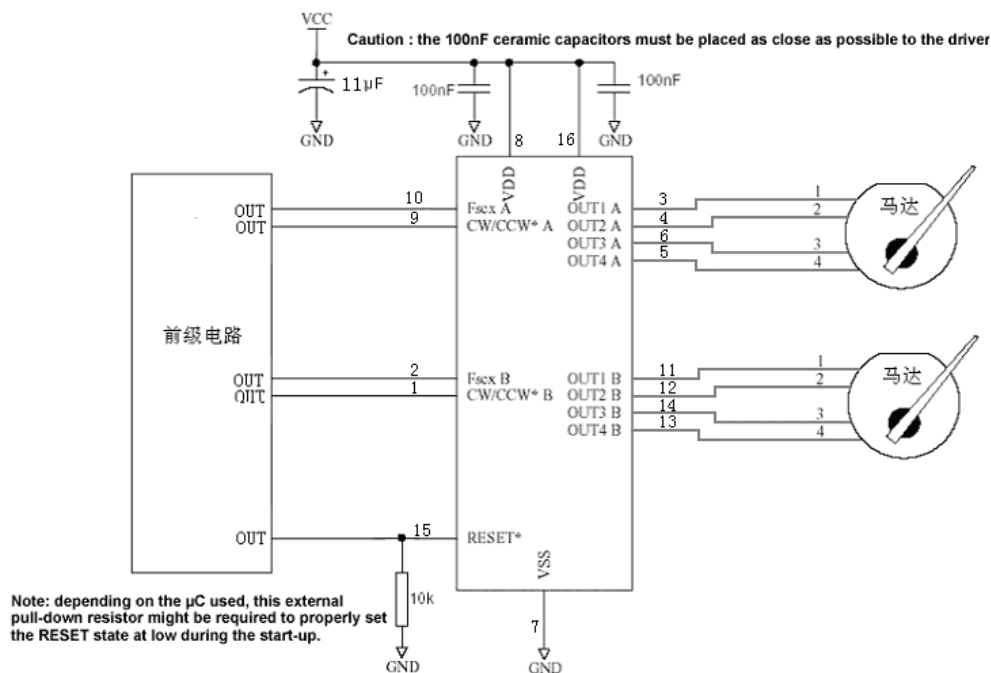 VCC
Caution : the 100nF ceramic capacitors must be placed as close as possible to the driver
11µF
100nF
100nF
GND
GND
GND
8
16
VDD
VDD
OUT
10
Fscx A
OUT1 A
3
1
OUT
9
CW/CCW* A
OUT2 A
4
2
OUT3 A
6
3
OUT4 A
5
4
马达
前级电路
OUT
2
Fscx B
OUT1 B
11
1
OUT
1
CW/CCW* B
OUT2 B
12
2
OUT3 B
14
3
OUT4 B
13
4
马达
OUT
15
RESET*
VSS
10k
7
GND
GND
Note: depending on the µC used, this external
pull-down resistor might be required to properly set
the RESET state at low during the start-up.